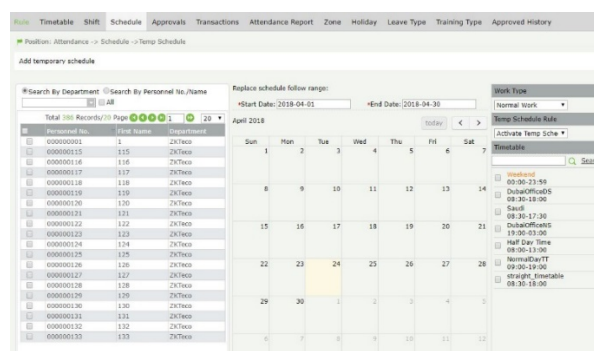 Rule Timetable Shift Schedule Approvals Transactions Attendance Report Zone Holiday Leave Type Training Type Approved History
Position: Attendance -> Schedule ->Temp Schedule
Add temporary schedule
Search By Department Search By Personnel No./Name
All
Total 386 Records/20 Page 1 20
Personnel No. First Name Department
000000001 1 ZKTeco
000000115 115 ZKTeco
000000116 116 ZKTeco
000000117 117 ZKTeco
000000118 118 ZKTeco
000000119 119 ZKTeco
000000120 120 ZKTeco
000000121 121 ZKTeco
000000122 122 ZKTeco
000000123 123 ZKTeco
000000124 124 ZKTeco
000000125 125 ZKTeco
000000126 126 ZKTeco
000000127 127 ZKTeco
000000128 128 ZKTeco
000000129 129 ZKTeco
000000130 130 ZKTeco
000000131 131 ZKTeco
000000132 132 ZKTeco
000000133 133 ZKTeco
Replace schedule follow range:
*Start Date: 2018-04-01 *End Date: 2018-04-30
April 2018 today < >
Sun Mon Tue Wed Thu Fri Sat
1 2 3 4 5 6 7
8 9 10 11 12 13 14
15 16 17 18 19 20 21
22 23 24 25 26 27 28
29 30 1 2 3 4 5
6 7 8 9 10 11 12
Work Type
Normal Work
Temp Schedule Rule
Activate Temp Sche
Timetable
Sear
Weekend
00:00-23:59
DubaiOfficeDS
08:30-18:00
Saudi
08:30-17:30
DubaiOfficeNS
19:00-03:00
Half Day Time
08:00-13:00
NormalDayTT
09:00-19:00
straight_timetable
08:30-18:00